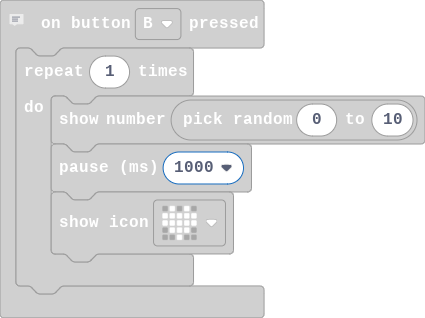 on button B pressed
repeat 1 times
do
show number pick random 0 to 10
pause (ms) 1000
show icon